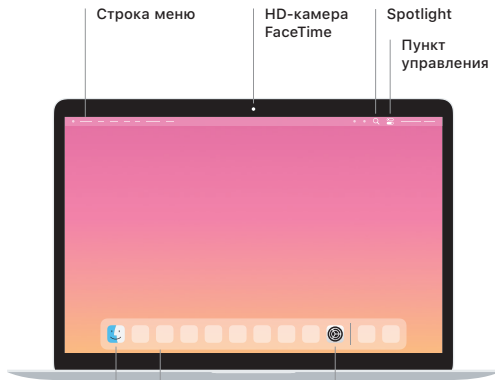 Строка меню
HD-камера
FaceTime
Spotlight
Пункт
управления